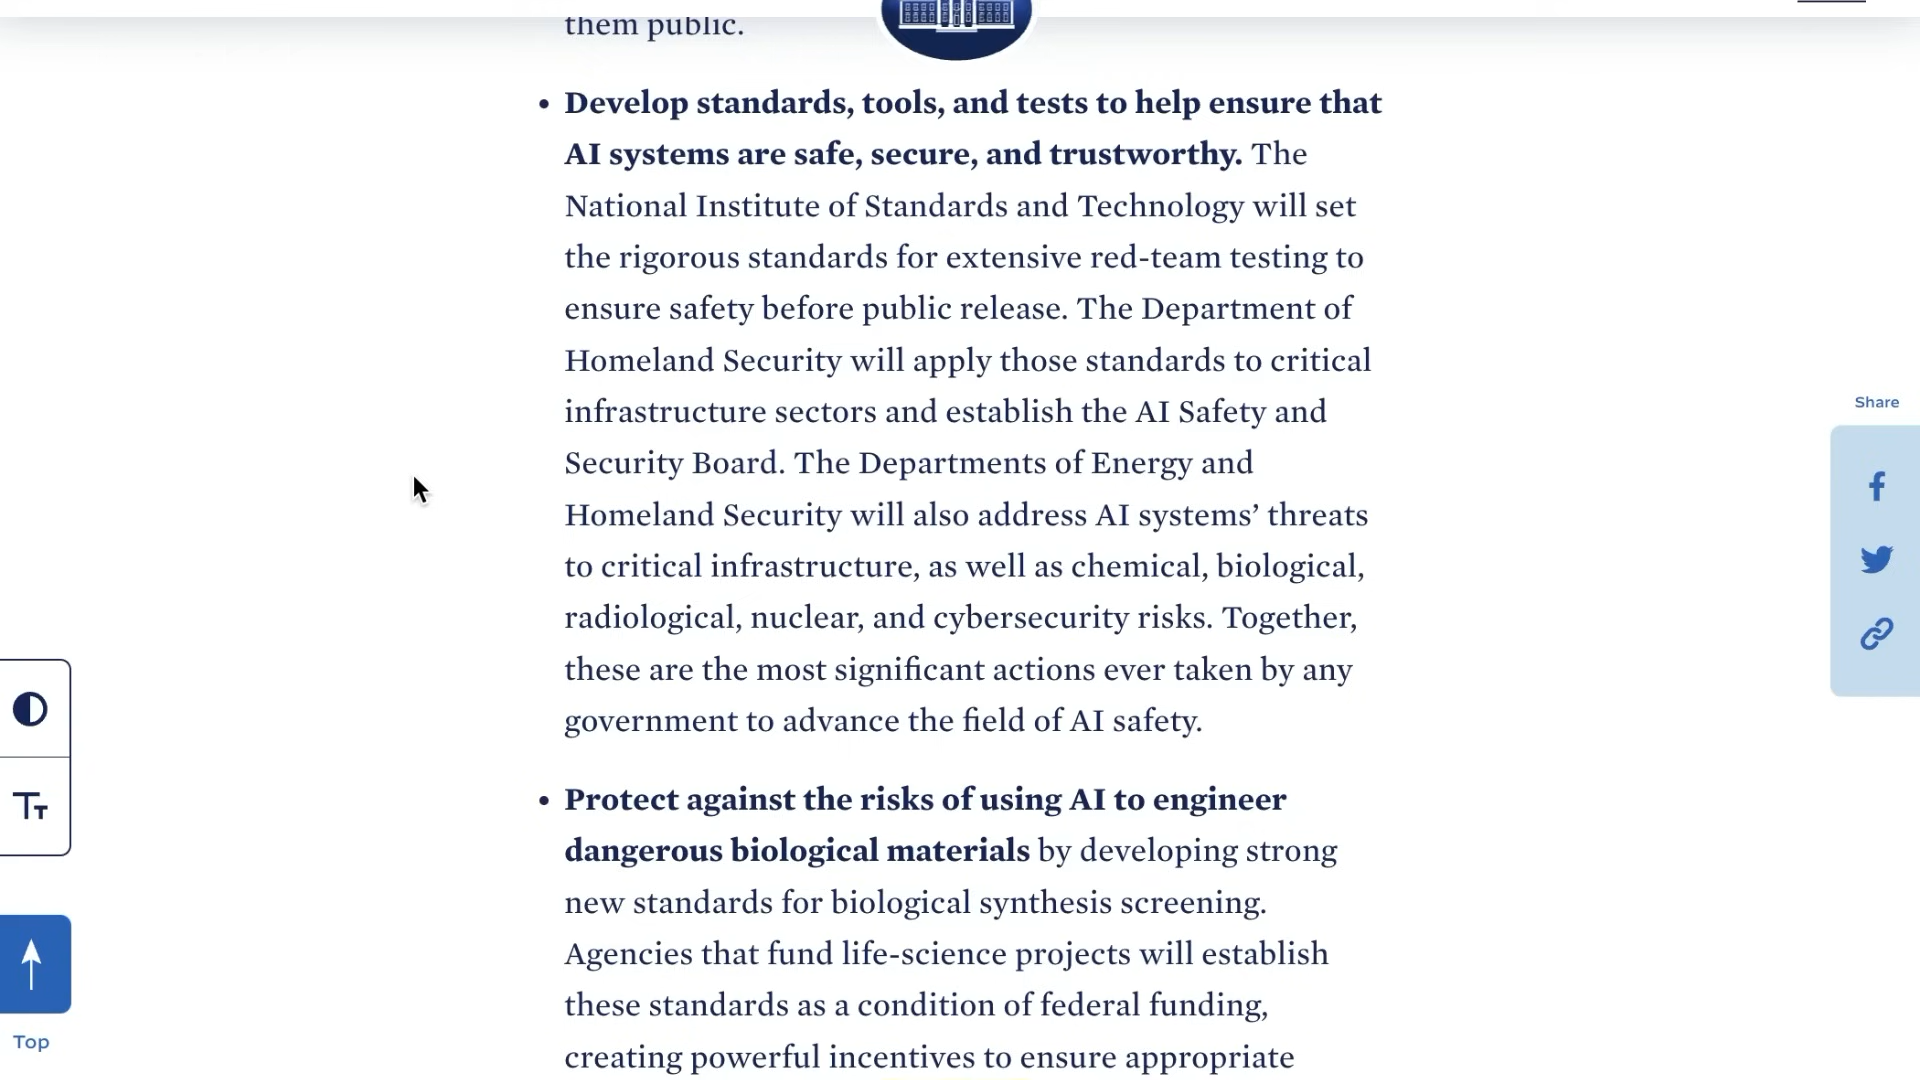 them public.
• Develop standards, tools, and tests to help ensure that
AI systems are safe, secure, and trustworthy. The
National Institute of Standards and Technology will set
the rigorous standards for extensive red-team testing to
ensure safety before public release. The Department of
Homeland Security will apply those standards to critical
infrastructure sectors and establish the AI Safety and
Security Board. The Departments of Energy and
Homeland Security will also address AI systems’ threats
to critical infrastructure, as well as chemical, biological,
radiological, nuclear, and cybersecurity risks. Together,
these are the most significant actions ever taken by any
government to advance the field of AI safety.
• Protect against the risks of using AI to engineer
dangerous biological materials by developing strong
new standards for biological synthesis screening.
Agencies that fund life-science projects will establish
these standards as a condition of federal funding,
creating powerful incentives to ensure appropriate
Share
TT
Top